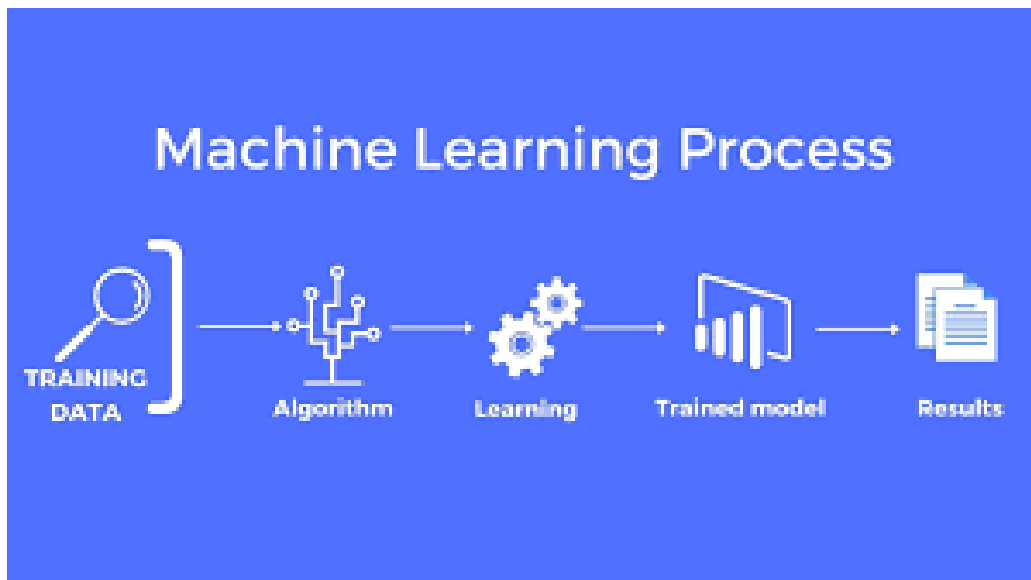 Machine Learning Process
TRAINING
DATA
Algorithm
Learning
Trained model
Results